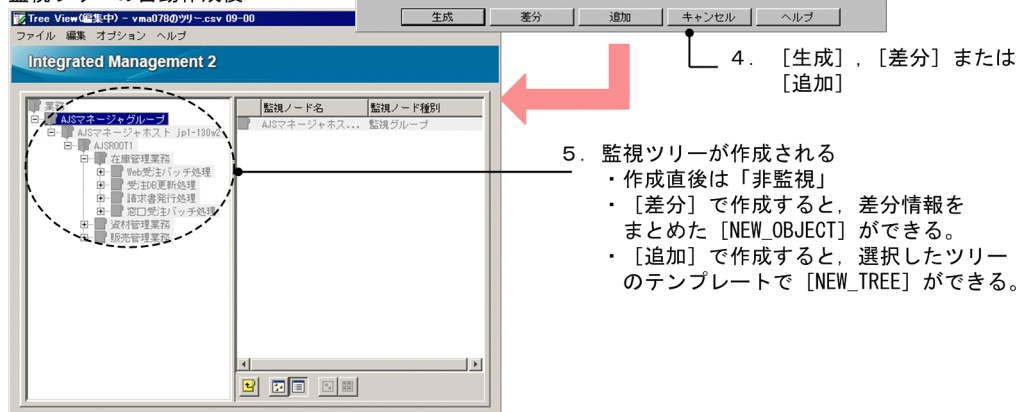 生成 差分 追加 キャンセル ヘルプ
Tree View(編集中) - vma078のツリー.csv 09-00
ファイル 編集 オプション ヘルプ
Integrated Management 2
業務
AJSマネージャグループ
AJSマネージャホスト jp1-130w2
AJSROOT1
在庫管理業務
Web受注バッチ処理
受注DB更新処理
請求書発行処理
窓口受注バッチ処理
資材管理業務
販売管理業務
監視ノード名 監視ノード種別
AJSマネージャホス... 監視グループ
4. [生成],[差分]または
[追加]
5. 監視ツリーが作成される
・作成直後は「非監視」
・[差分]で作成すると,差分情報を
まとめた[NEW_OBJECT]ができる。
・[追加]で作成すると,選択したツリー
のテンプレートで[NEW_TREE]ができる。